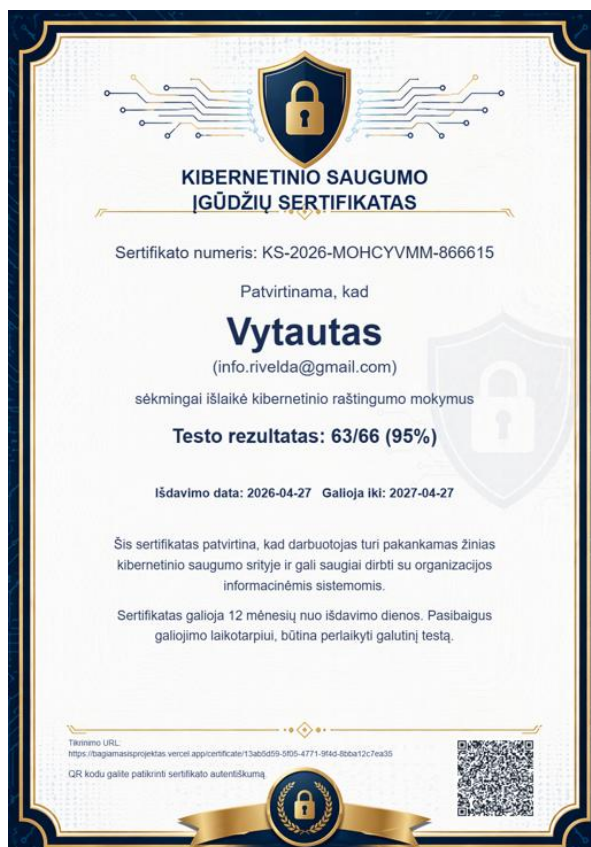 KIBERNETINIO SAUGUMO
ĮGŪDŽIŲ SERTIFIKATAS
Sertifikato numeris: KS-2026-MOHCYVMM-866615
Patvirtinama, kad
Vytautas
(info.rivelda@gmail.com)
sėkmingai išlaikė kibernetinio raštingumo mokymus
Testo rezultatas: 63/66 (95%)
Išdavimo data: 2026-04-27 Galioja iki: 2027-04-27
Šis sertifikatas patvirtina, kad darbuotojas turi pakankamas žinias
kibernetinio saugumo srityje ir gali saugiai dirbti su organizacijos
informacinėmis sistemomis.
Sertifikatas galioja 12 mėnesių nuo išdavimo dienos. Pasibaigus
galiojimo laikotarpiui, būtina perlaikyti galutinį testą.
Tikrinimo URL:
https://bagiamasisprojektas.vercel.app/certificate/13ab5d59-5f05-4771-9f4d-8bba12c7ea35
QR kodu galite patikrinti sertifikato autentiškumą